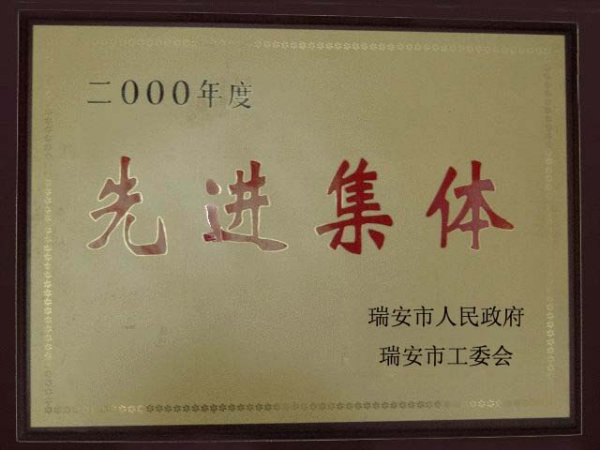 二000年度
先进集体
瑞安市人民政府
瑞安市工委会